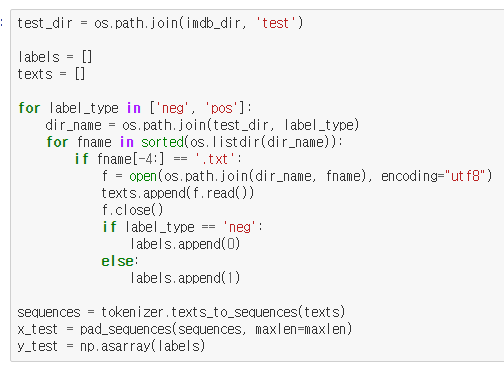 : test_dir = os.path.join(imdb_dir, 'test')
labels = []
texts = []
for label_type in ['neg', 'pos']:
    dir_name = os.path.join(test_dir, label_type)
    for fname in sorted(os.listdir(dir_name)):
        if fname[-4:] == '.txt':
            f = open(os.path.join(dir_name, fname), encoding="utf8")
            texts.append(f.read())
            f.close()
            if label_type == 'neg':
                labels.append(0)
            else:
                labels.append(1)
sequences = tokenizer.texts_to_sequences(texts)
x_test = pad_sequences(sequences, maxlen=maxlen)
y_test = np.asarray(labels)